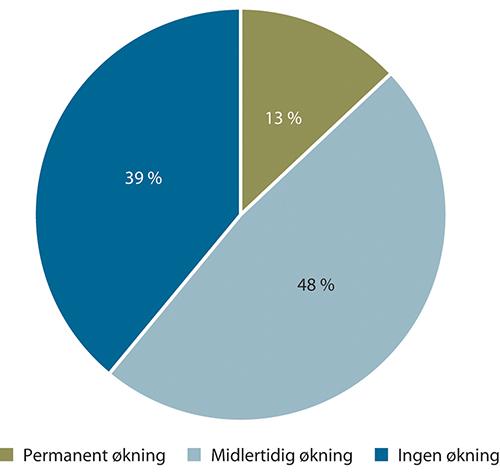 13 %
39 %
48 %
Permanent økning Midlertidig økning Ingen økning